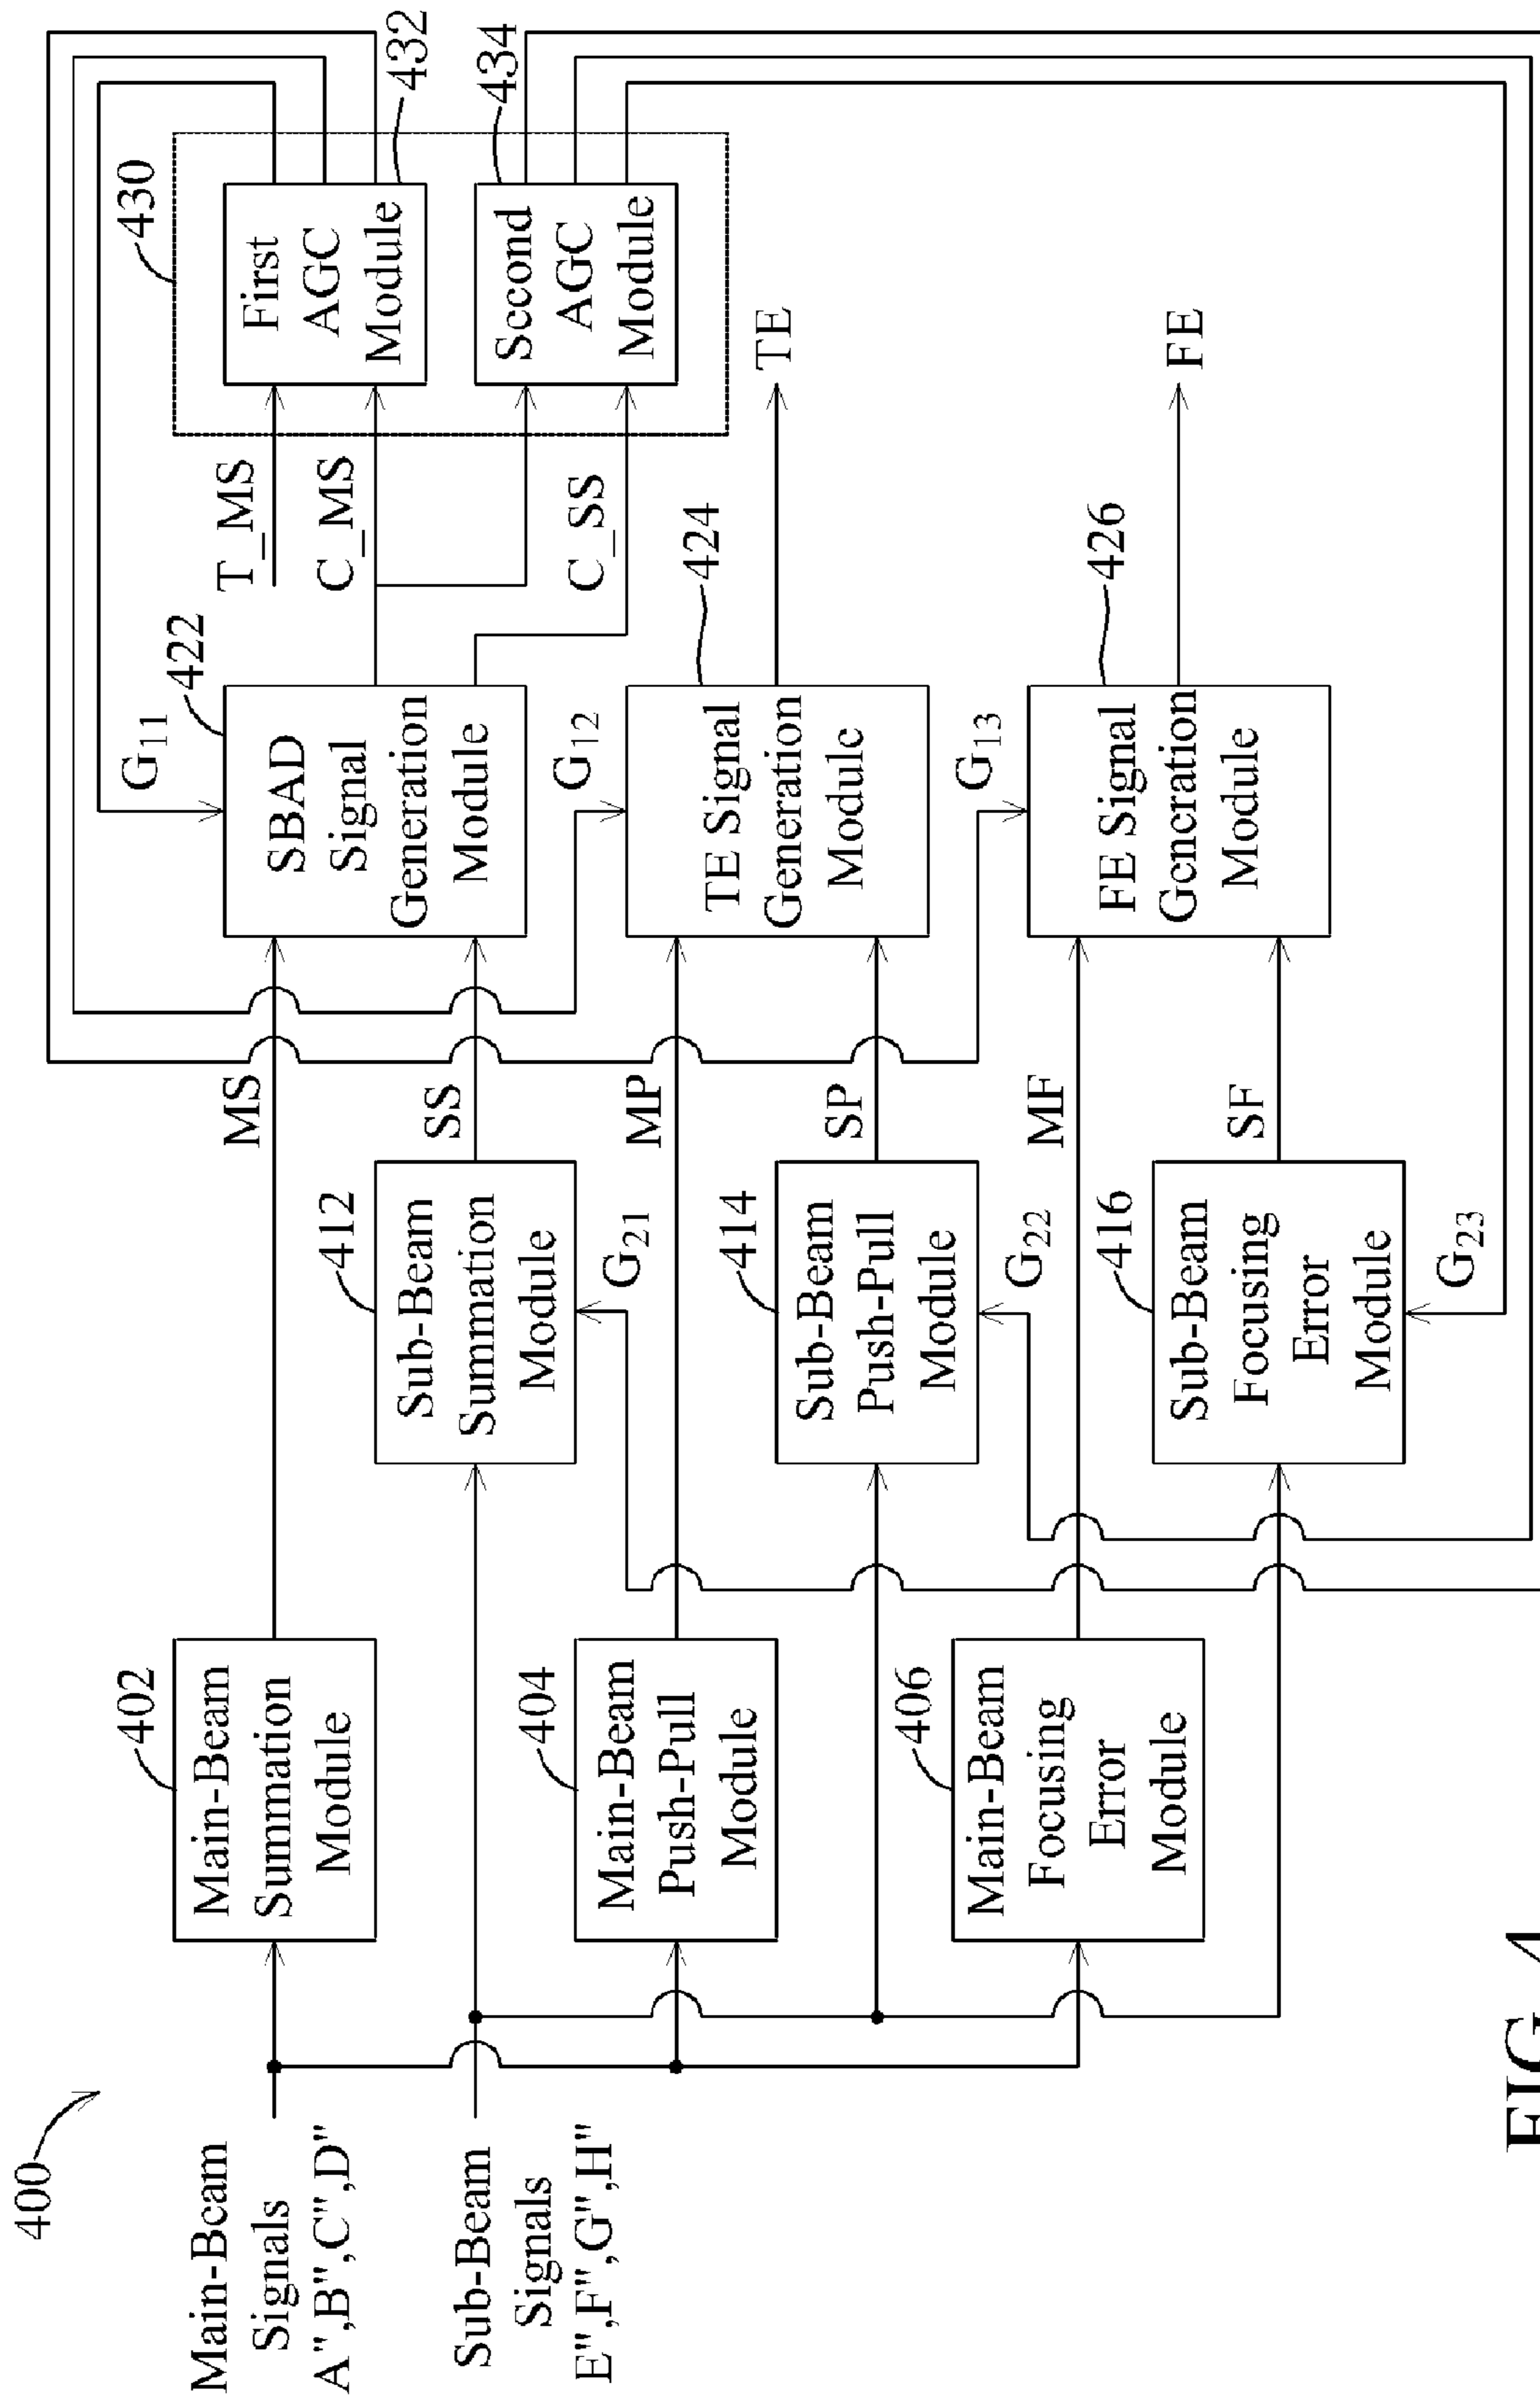 400
Main-Beam
Signals
A",B",C",D"
Sub-Beam
Signals
E",F",G",H"
402
Main-Beam
Summation
Module
404
Main-Beam
Push-Pull
Module
406
Main-Beam
Focusing
Error
Module
412
Sub-Beam
Summation
Module
G21
414
Sub-Beam
Push-Pull
Module
G22
416
Sub-Beam
Focusing
Error
Module
G23
MS
SS
MP
SP
MF
SF
G11
422
SBAD
Signal
Generation
Module
G12
424
TE Signal
Generation
Module
G13
426
FE Signal
Generation
Module
T_MS
C_MS
C_SS
430
First
AGC
Module
432
Second
AGC
Module
434
TE
FE
FIG. 4